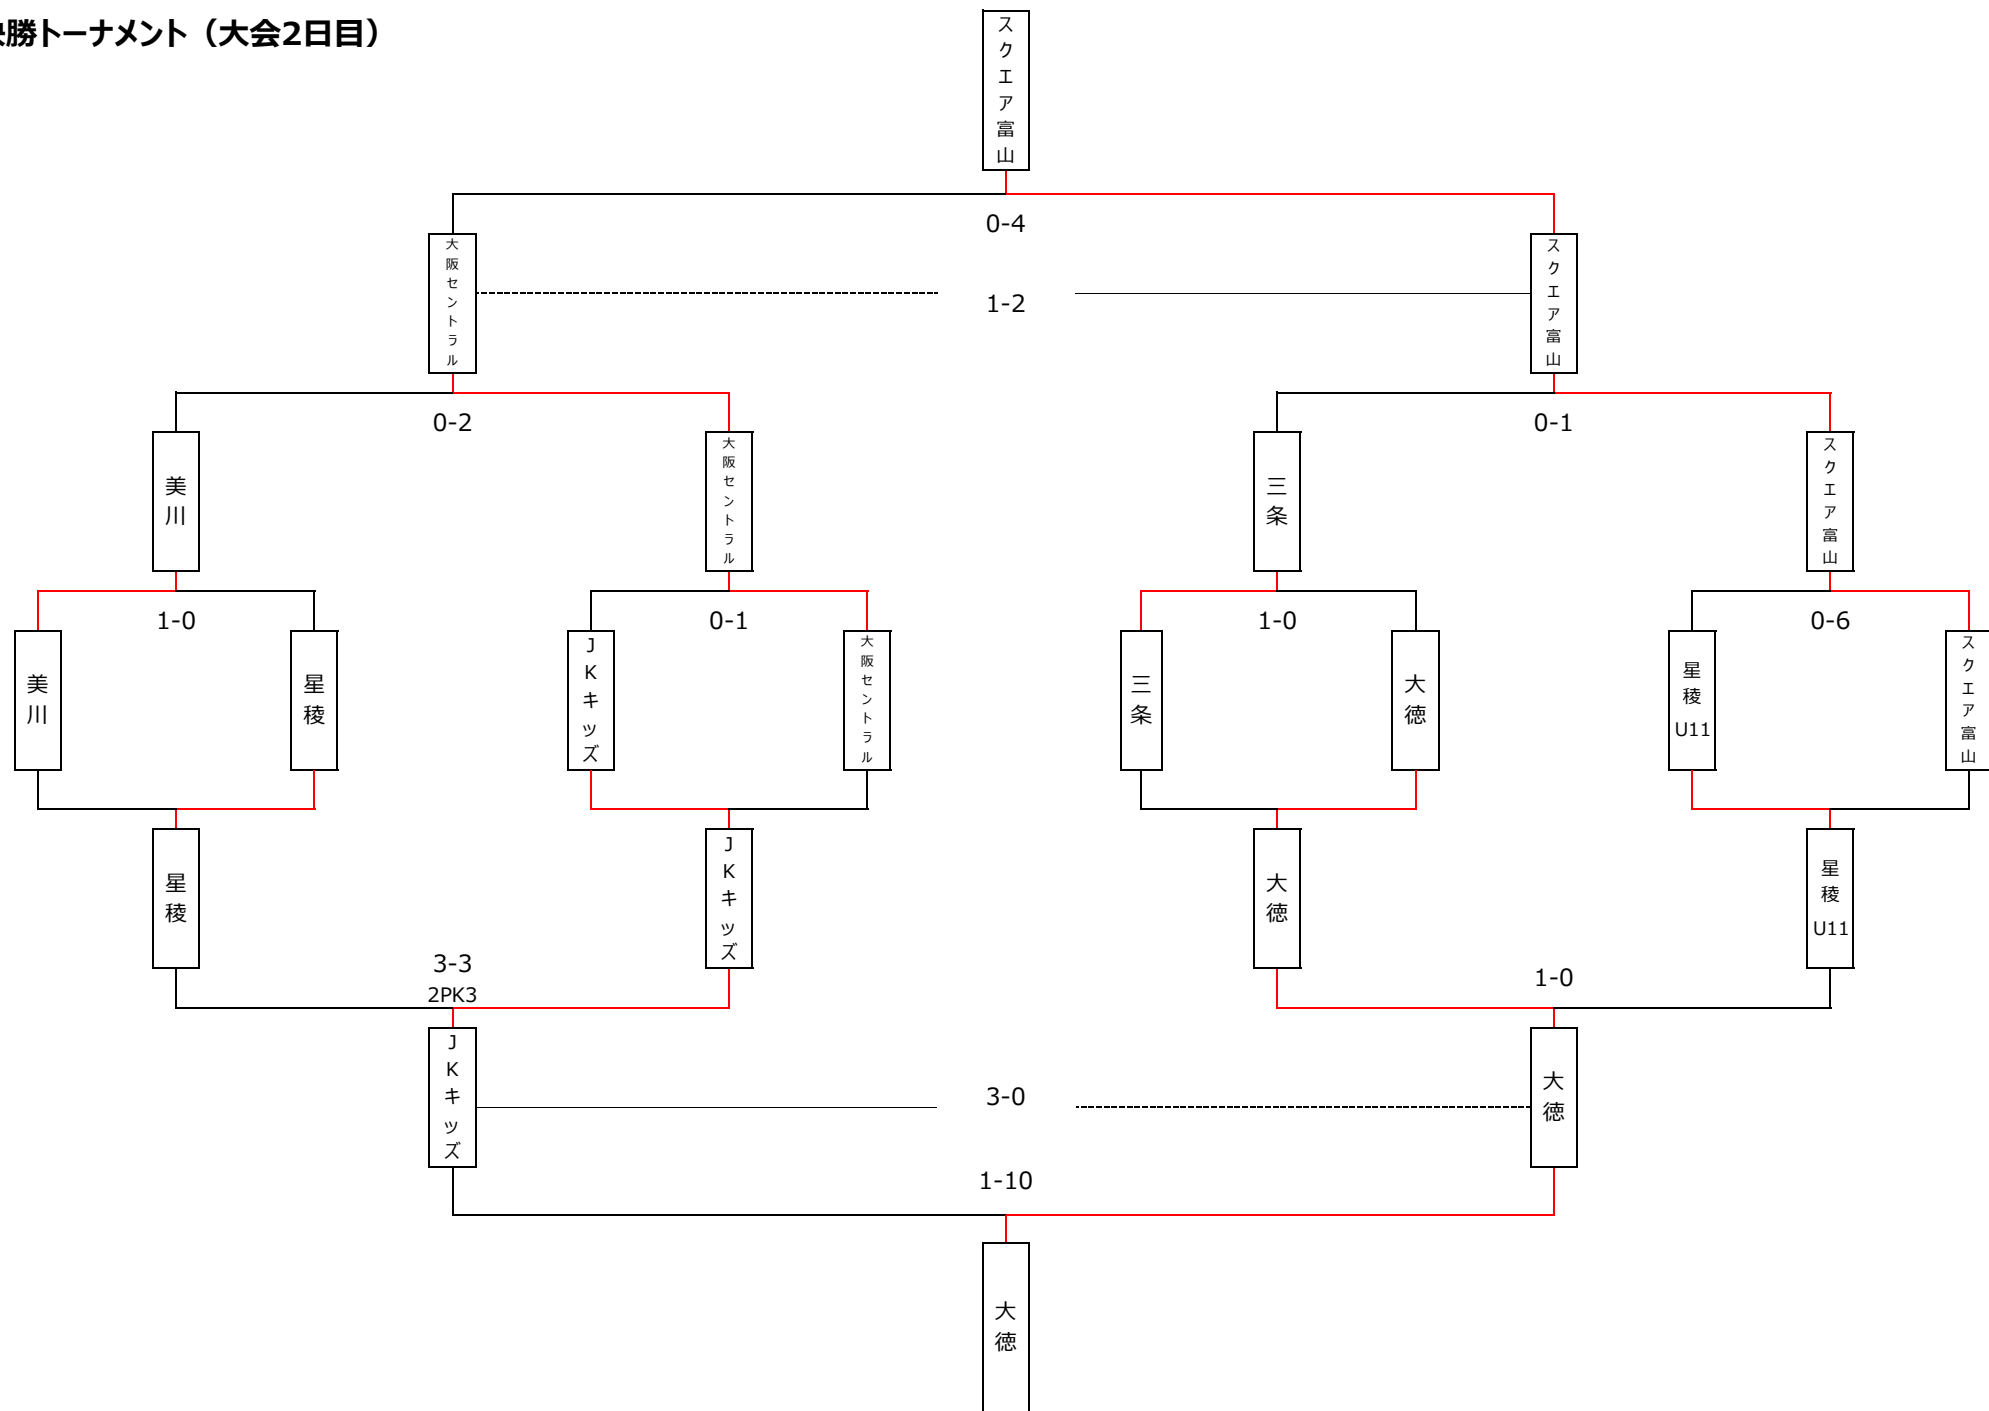 決勝トーナメント（大会2日目）
スクエア富山
0-4
大阪セントラル
スクエア富山
1-2
0-2
0-1
美川
大阪セントラル
三条
スクエア富山
1-0
0-1
1-0
0-6
美川
星稜
JKキッズ
大阪セントラル
三条
大徳
星稜U11
スクエア富山
星稜
JKキッズ
大徳
星稜U11
3-3
2PK3
1-0
JKキッズ
大徳
3-0
1-10
大徳